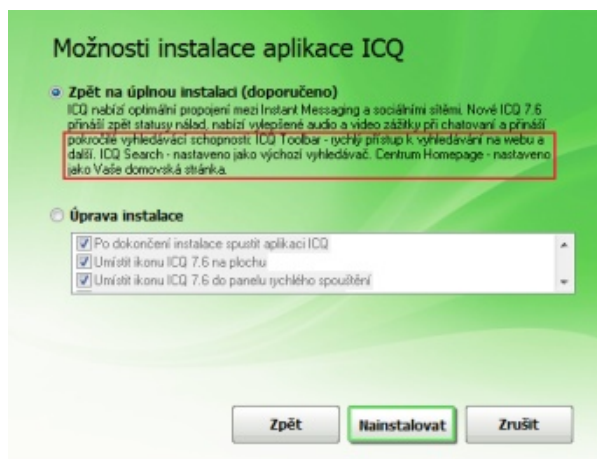 Možnosti instalace aplikace ICQ
Zpět na úplnou instalaci (doporučeno)
ICQ nabízí optimální propojení mezi Instant Messaging a sociálními sítěmi. Nové ICQ 7.6
přináší zpět statusy nálad, nabízí vylepšené audio a video zážitky při chatovaní a přináší
pokročilé vyhledávácí schopnosti: ICQ Toolbar - rychlý přístup k vyhledávání na webu a
další. ICQ Search - nastaveno jako výchozí vyhledávač. Centrum Homepage - nastaveno
jako Vaše domovská stránka.
Úprava instalace
Po dokončení instalace spustit aplikaci ICQ
Umístit ikonu ICQ 7.6 na plochu
Umístit ikonu ICQ 7.6 do panelu rychlého spouštění
Zpět
Nainstalovat
Zrušit